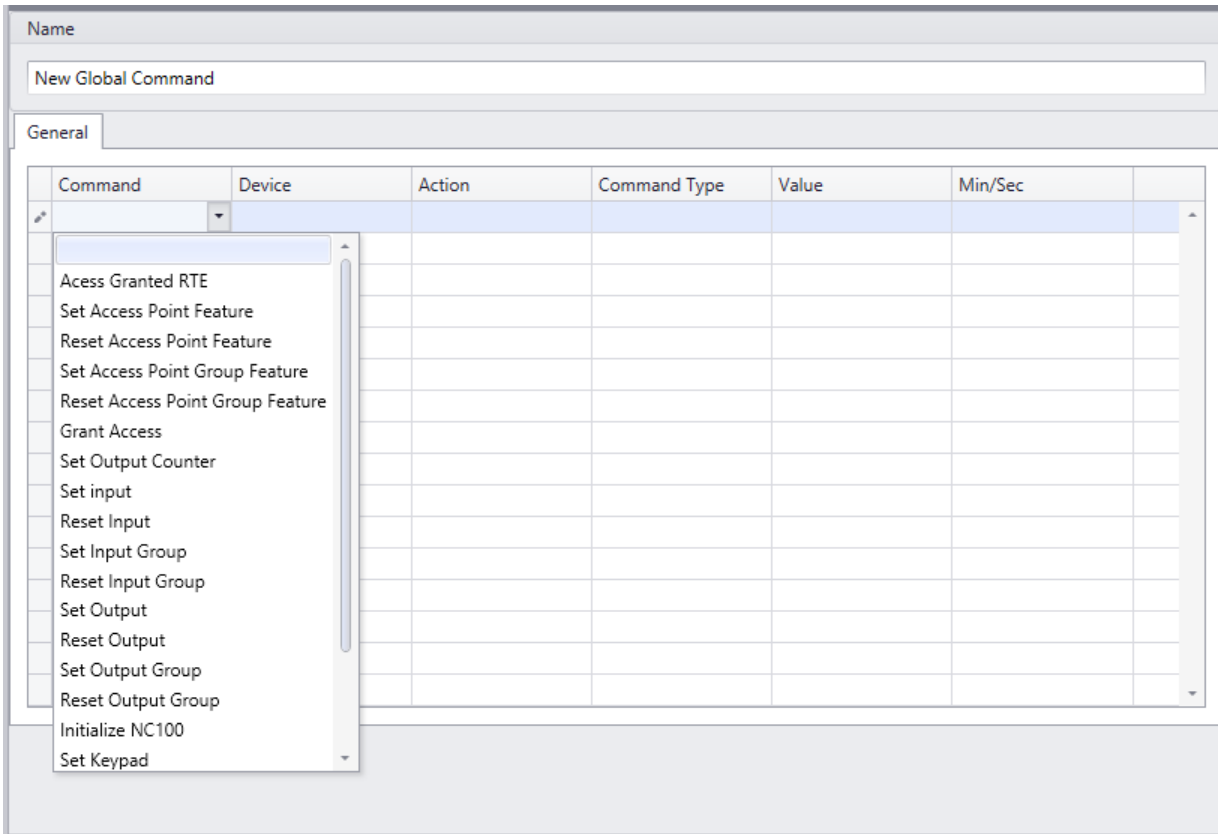 Name
New Global Command
General
Command Device Action Command Type Value Min/Sec
Acess Granted RTE
Set Access Point Feature
Reset Access Point Feature
Set Access Point Group Feature
Reset Access Point Group Feature
Grant Access
Set Output Counter
Set input
Reset Input
Set Input Group
Reset Input Group
Set Output
Reset Output
Set Output Group
Reset Output Group
Initialize NC100
Set Keypad